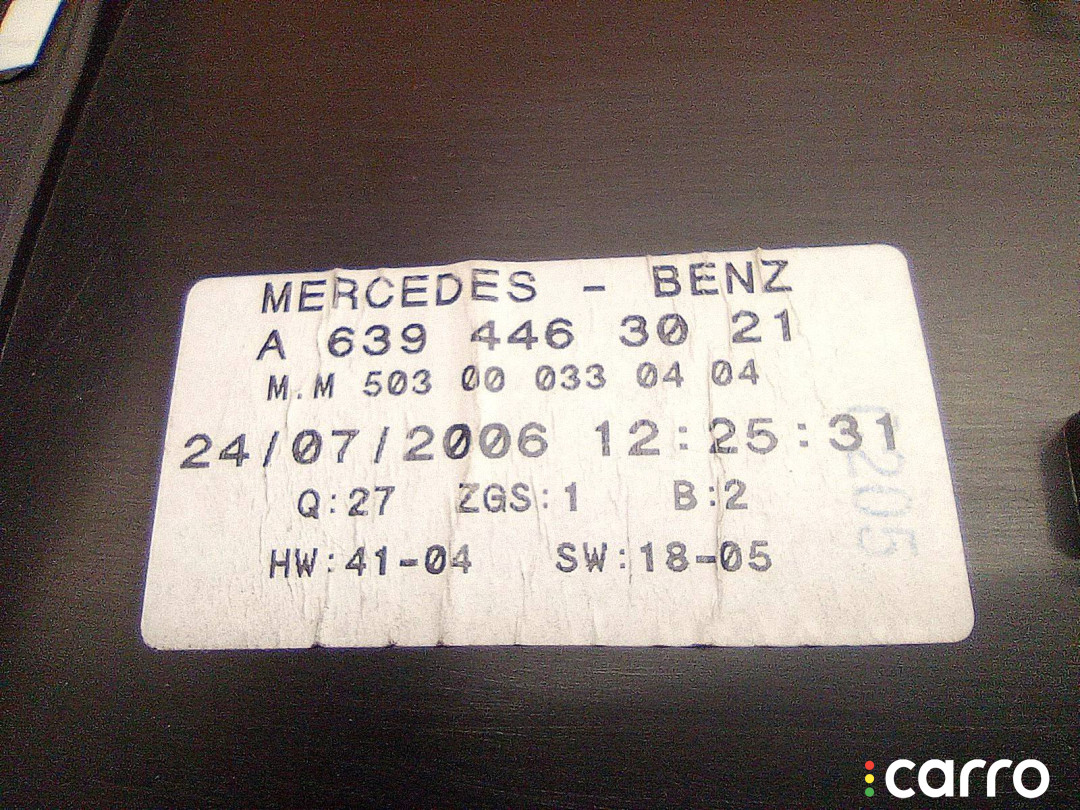 MERCEDES - BENZ
A 639 446 30 21
M.M 503 00 033 04 04
24/07/2006 12:25:31
Q:27 ZGS:1 B:2
HW:41-04 SW:18-05
carro